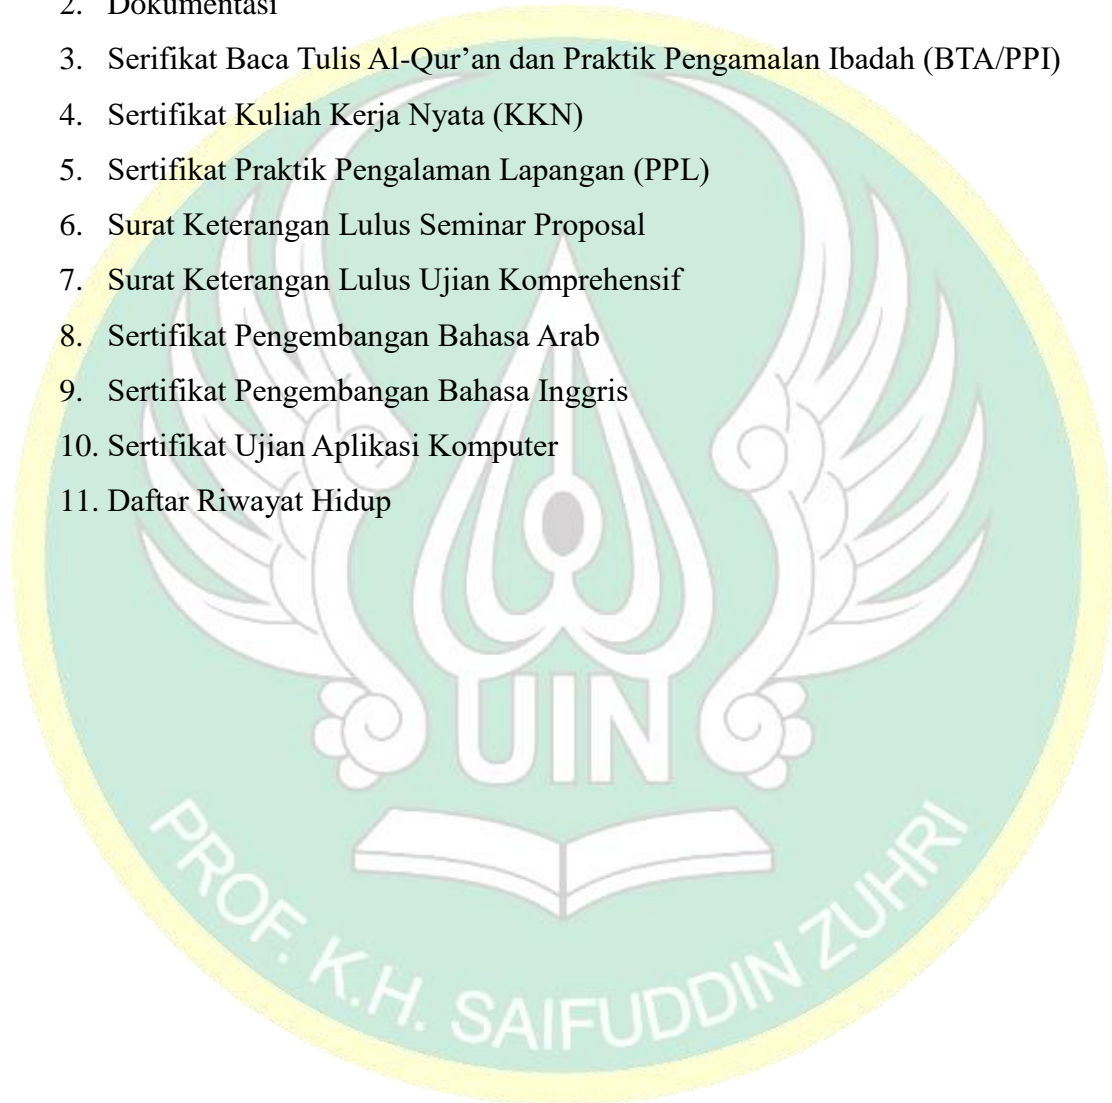 2. Dokumentasi
3. Serifikat Baca Tulis Al-Qur’an dan Praktik Pengamalan Ibadah (BTA/PPI)
4. Sertifikat Kuliah Kerja Nyata (KKN)
5. Sertifikat Praktik Pengalaman Lapangan (PPL)
6. Surat Keterangan Lulus Seminar Proposal
7. Surat Keterangan Lulus Ujian Komprehensif
8. Sertifikat Pengembangan Bahasa Arab
9. Sertifikat Pengembangan Bahasa Inggris
10. Sertifikat Ujian Aplikasi Komputer
11. Daftar Riwayat Hidup
UIN
PROF. K.H. SAIFUDDIN ZUHRI